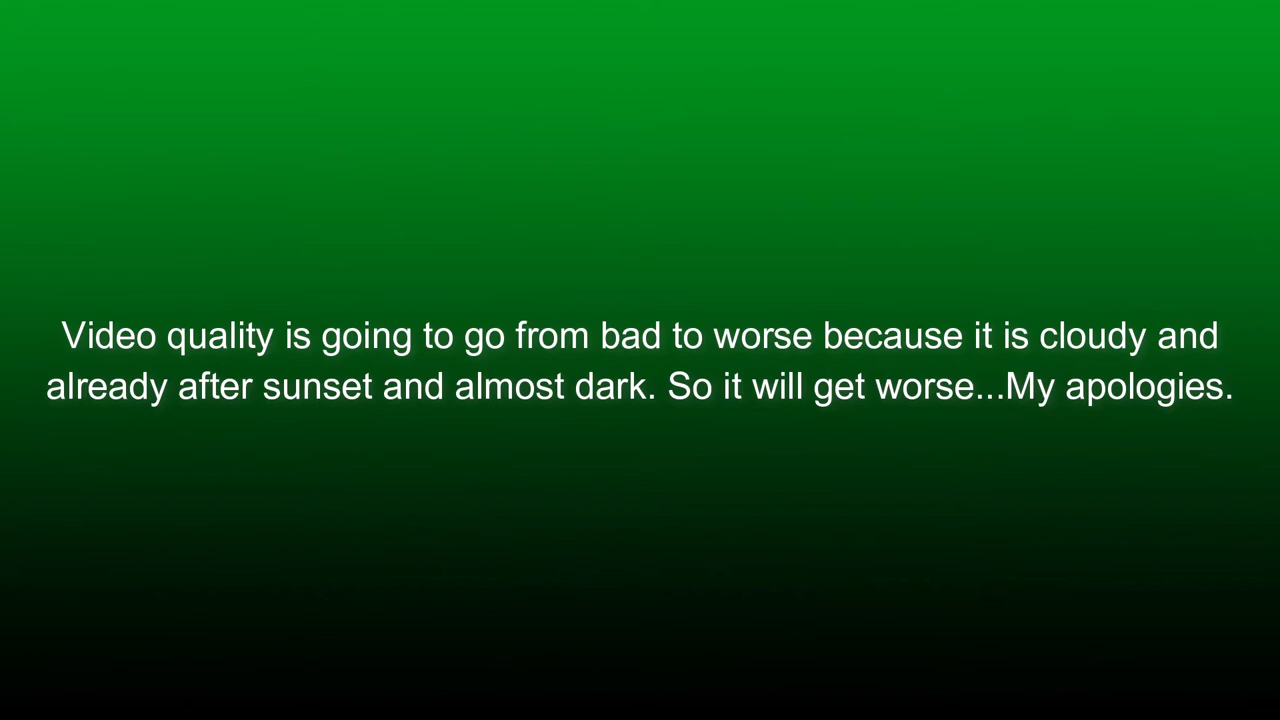 Video quality is going to go from bad to worse because it is cloudy and
already after sunset and almost dark. So it will get worse...My apologies.